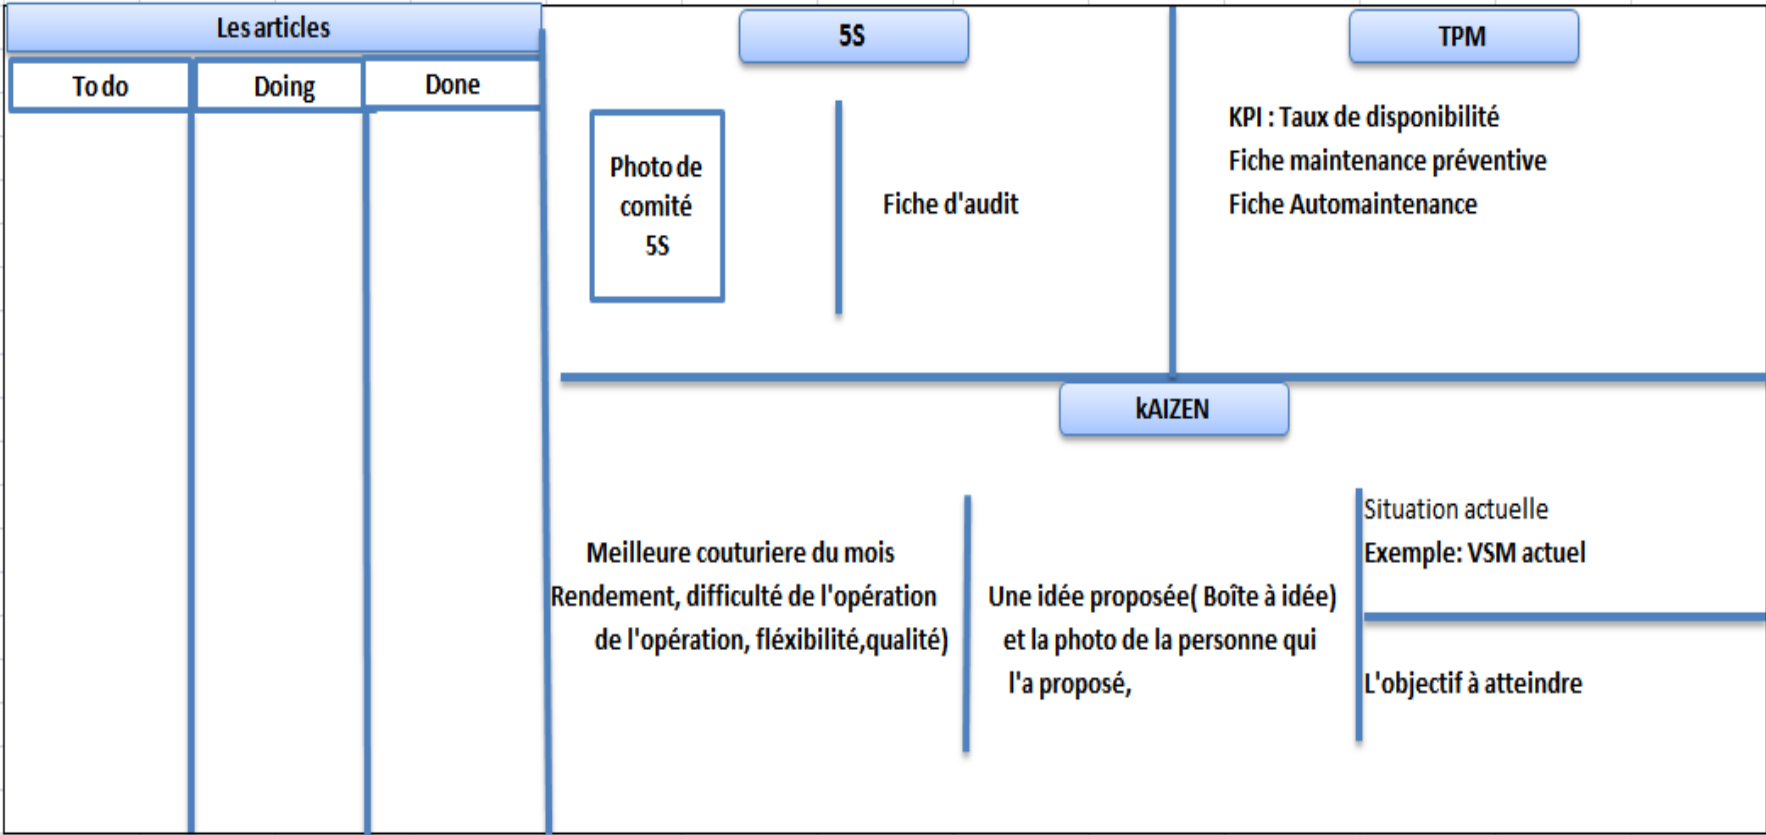 Les articles
To do
Doing
Done
5S
Photo de
comité
5S
Fiche d'audit
TPM
KPI : Taux de disponibilité
Fiche maintenance préventive
Fiche Automaintenance
kAIZEN
Meilleure couturiere du mois
Rendement, difficulté de l'opération
de l'opération, fléxibilité,qualité)
Une idée proposée( Boîte à idée)
et la photo de la personne qui
l'a proposé,
Situation actuelle
Exemple: VSM actuel
L'objectif à atteindre